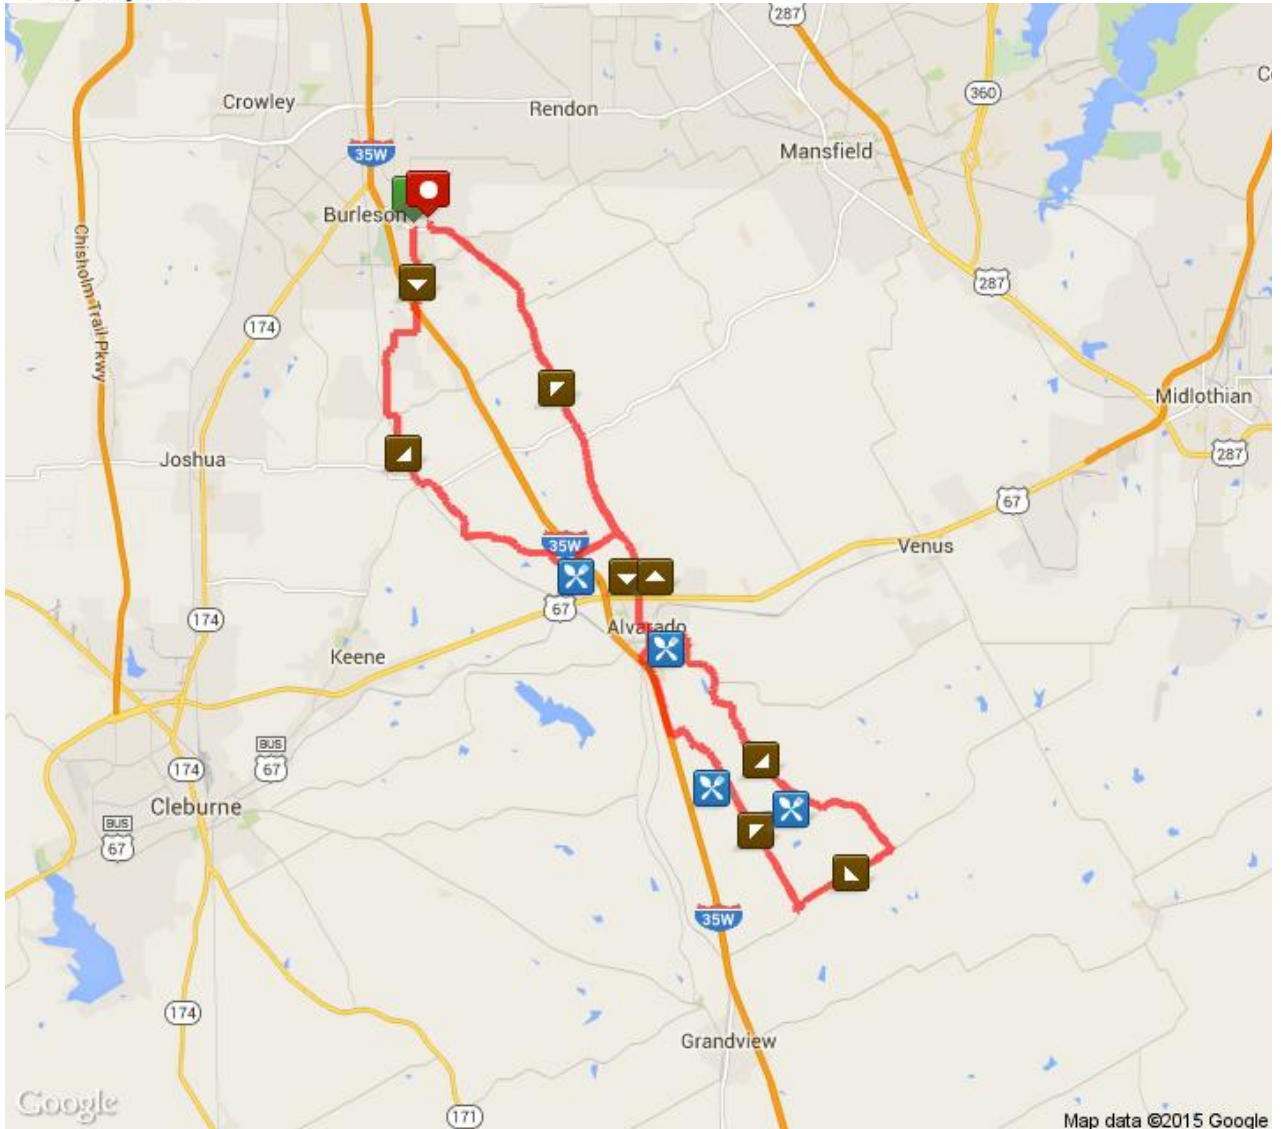 287
Crowley
Rendon
360
35W
Mansfield
Burleson
287
Chisholm Trail Pkwy
174
Midlothian
287
Joshua
67
35W
Venus
67
174
Alvarado
Keene
BUS
67
174
Cleburne
BUS
67
35W
174
Grandview
Google
171
Map data ©2015 Google